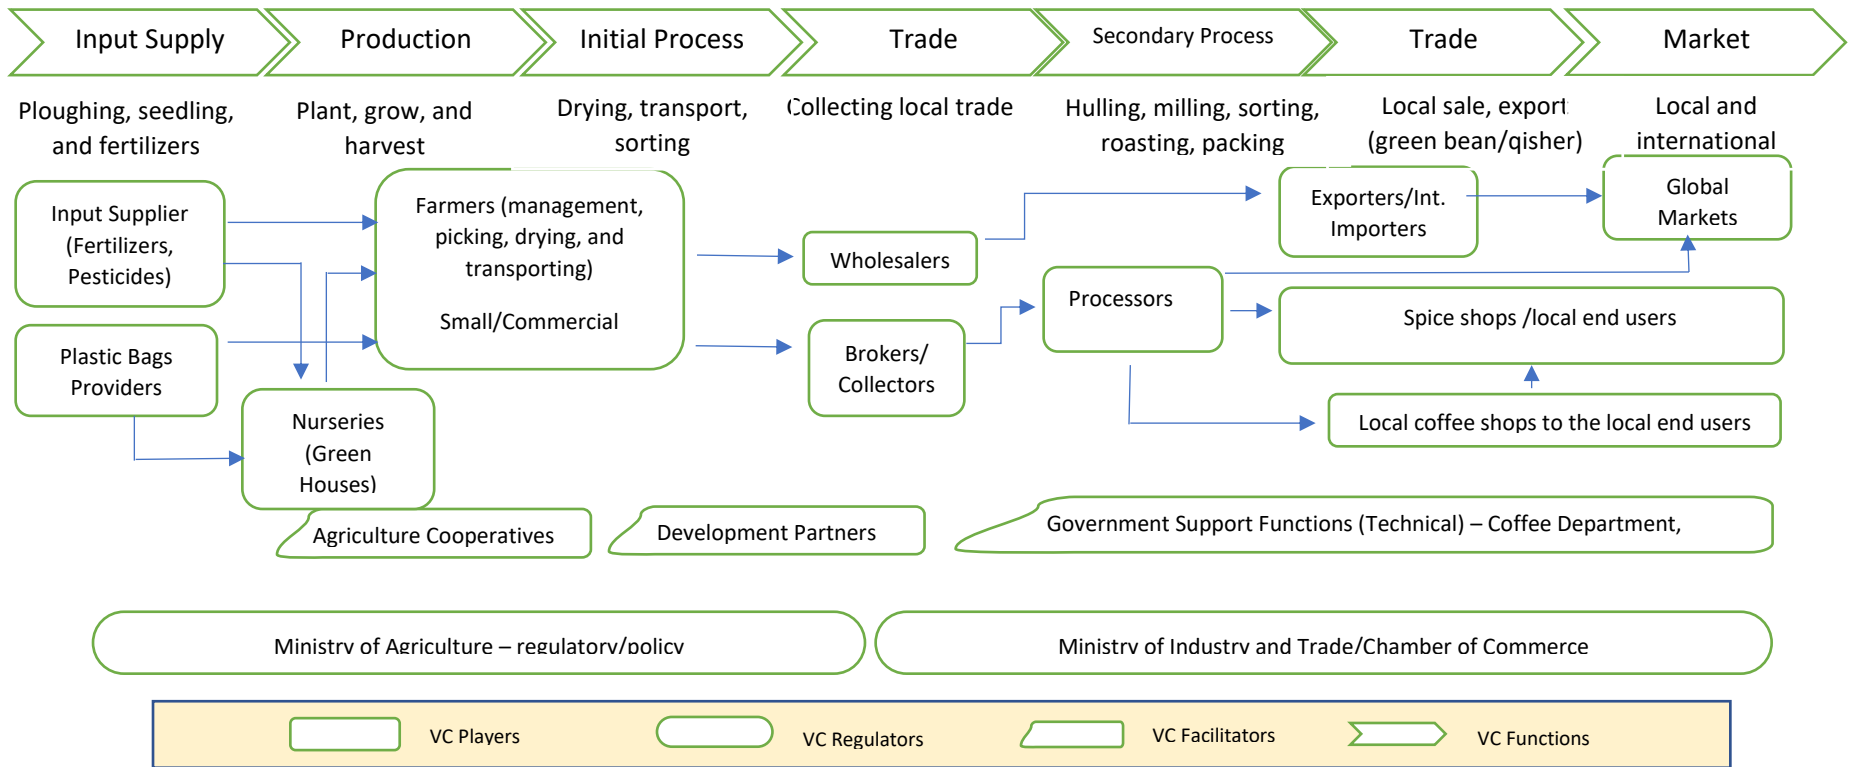 Input Supply
Production
Initial Process
Trade
Secondary Process
Trade
Market
Ploughing, seedling,
and fertilizers
Plant, grow, and
harvest
Drying, transport,
sorting
Collecting local trade
Hulling, milling, sorting,
roasting, packing
Local sale, export
(green bean/qisher)
Local and
international
Input Supplier
(Fertilizers,
Pesticides)
Farmers (management,
picking, drying, and
transporting)
Small/Commercial
Wholesalers
Exporters/Int.
Importers
Global
Markets
Processors
Spice shops /local end users
Plastic Bags
Providers
Brokers/
Collectors
Nurseries
(Green
Houses)
Local coffee shops to the local end users
Agriculture Cooperatives
Development Partners
Government Support Functions (Technical) – Coffee Department,
Ministry of Agriculture – regulatory/policy
Ministry of Industry and Trade/Chamber of Commerce
VC Players
VC Regulators
VC Facilitators
VC Functions